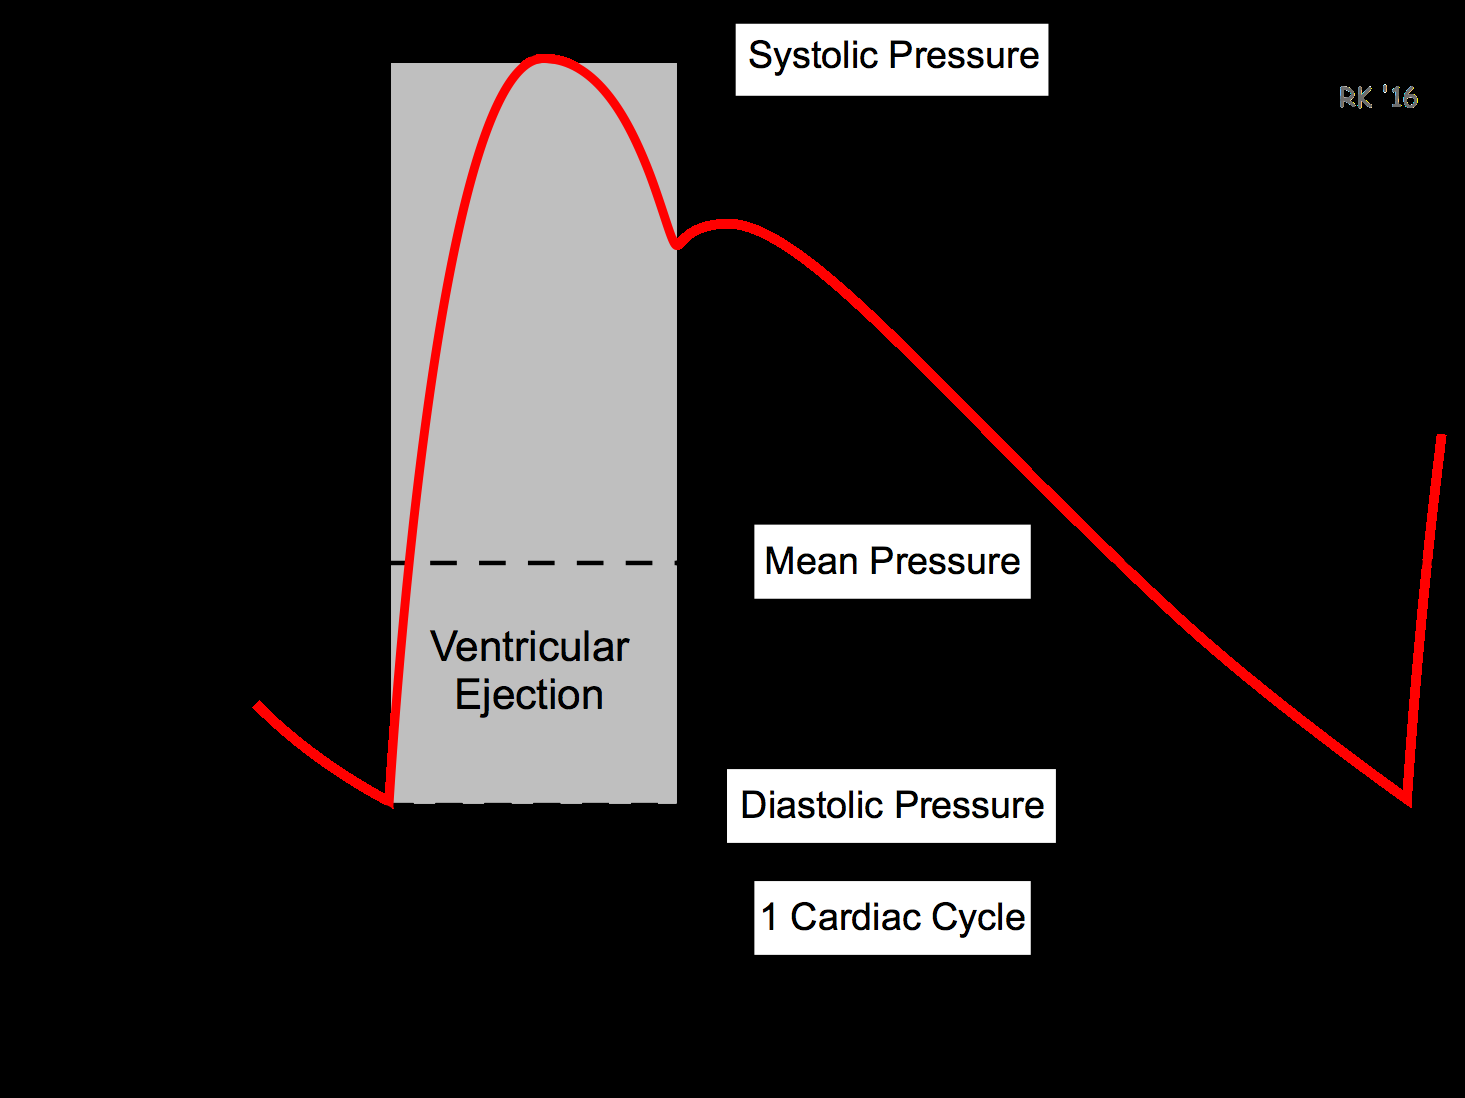 Systolic Pressure
RK '16
Mean Pressure
Ventricular
Ejection
Diastolic Pressure
1 Cardiac Cycle